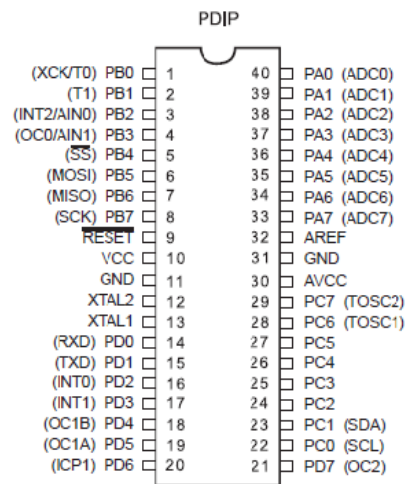 PDIP
(XCK/T0) PB0 1 40 PA0 (ADC0)
(T1) PB1 2 39 PA1 (ADC1)
(INT2/AIN0) PB2 3 38 PA2 (ADC2)
(OC0/AIN1) PB3 4 37 PA3 (ADC3)
(SS) PB4 5 36 PA4 (ADC4)
(MOSI) PB5 6 35 PA5 (ADC5)
(MISO) PB6 7 34 PA6 (ADC6)
(SCK) PB7 8 33 PA7 (ADC7)
RESET 9 32 AREF
VCC 10 31 GND
GND 11 30 AVCC
XTAL2 12 29 PC7 (TOSC2)
XTAL1 13 28 PC6 (TOSC1)
(RXD) PD0 14 27 PC5
(TXD) PD1 15 26 PC4
(INT0) PD2 16 25 PC3
(INT1) PD3 17 24 PC2
(OC1B) PD4 18 23 PC1 (SDA)
(OC1A) PD5 19 22 PC0 (SCL)
(ICP1) PD6 20 21 PD7 (OC2)